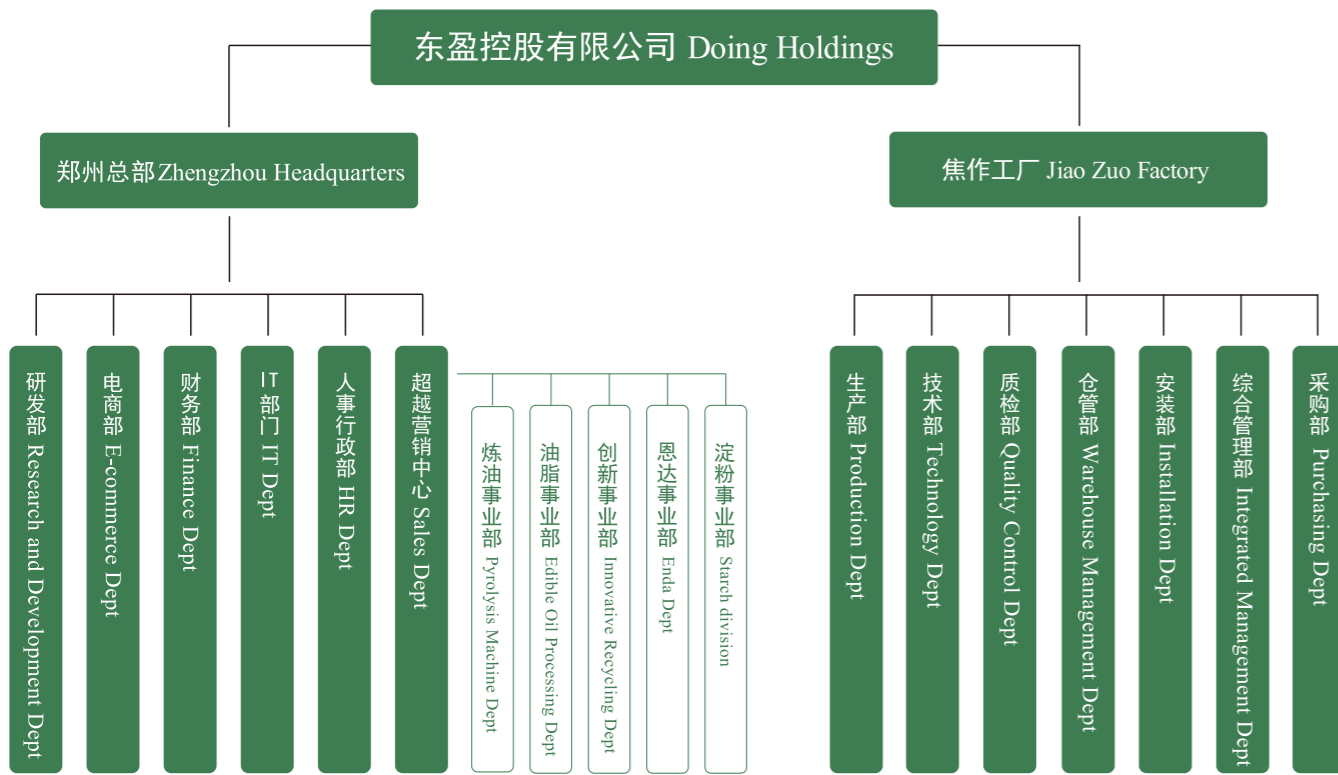 东盈控股有限公司 Doing Holdings
郑州总部 Zhengzhou Headquarters
焦作工厂 Jiao Zuo Factory
研发部 Research and Development Dept
电商部 E-commerce Dept
财务部 Finance Dept
IT部门 IT Dept
人事行政部 HR Dept
超越营销中心 Sales Dept
炼油事业部 Pyrolysis Machine Dept
油脂事业部 Edible Oil Processing Dept
创新事业部 Innovative Recycling Dept
恩达事业部 Enda Dept
淀粉事业部 Starch division
生产部 Production Dept
技术部 Technology Dept
质检部 Quality Control Dept
仓管部 Warehouse Management Dept
安装部 Installation Dept
综合管理部 Integrated Management Dept
采购部 Purchasing Dept